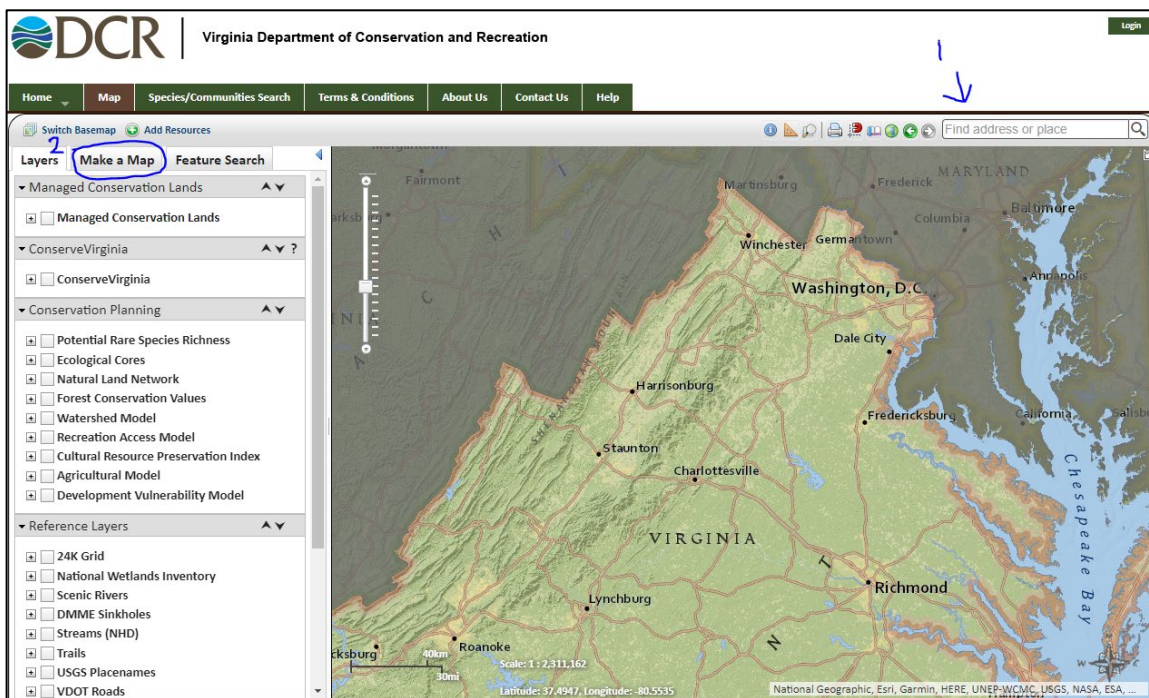 DCR
Virginia Department of Conservation and Recreation
Login
1
Home Map Species/Communities Search Terms & Conditions About Us Contact Us Help
Switch Basemap Add Resources
Find address or place
2
Layers Make a Map Feature Search
Managed Conservation Lands
Managed Conservation Lands
ConserveVirginia ?
ConserveVirginia
Conservation Planning
Potential Rare Species Richness
Ecological Cores
Natural Land Network
Forest Conservation Values
Watershed Model
Recreation Access Model
Cultural Resource Preservation Index
Agricultural Model
Development Vulnerability Model
Reference Layers
24K Grid
National Wetlands Inventory
Scenic Rivers
DMME Sinkholes
Streams (NHD)
Trails
USGS Placenames
VDOT Roads
Morgantown
Fairmont
Martinsburg
Frederick
MARYLAND
Baltimore
Columbia
Winchester
Germantown
Annapolis
Washington, D.C.
Dale City
Harrisonburg
Fredericksburg
California
Staunton
Charlottesville
Chesapeake Bay
VIRGINIA
Richmond
Lynchburg
Roanoke
cksburg
40km
30mi
Scale: 1 : 2,311,162
Latitude: 37.4947, Longitude: -80.5535
W
National Geographic, Esri, Garmin, HERE, UNEP-WCMC, USGS, NASA, ESA, ...